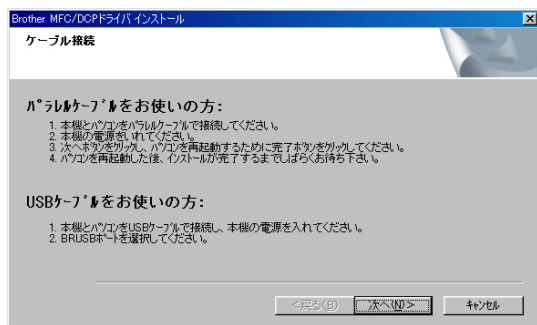 Brother MFC/DCPドライバ インストール
ケーブル接続
ﾊﾟﾗﾚﾙｹｰﾌﾞﾙをお使いの方:
1. 本機とﾊﾟｿｺﾝをﾊﾟﾗﾚﾙｹｰﾌﾞﾙで接続してください。
2. 本機の電源をいれてください。
3. 次へﾎﾞﾀﾝをｸﾘｯｸし、ﾊﾟｿｺﾝを再起動するために完了ﾎﾞﾀﾝをｸﾘｯｸしてください。
4. ﾊﾟｿｺﾝを再起動した後、ｲﾝｽﾄｰﾙが完了するまでしばらくお待ち下さい。
USBｹｰﾌﾞﾙをお使いの方:
1. 本機とﾊﾟｿｺﾝをUSBｹｰﾌﾞﾙで接続し、本機の電源を入れてください。
2. BRUSBﾎﾟｰﾄを選択してください。
<戻る(B) 次へ(N)> キャンセル